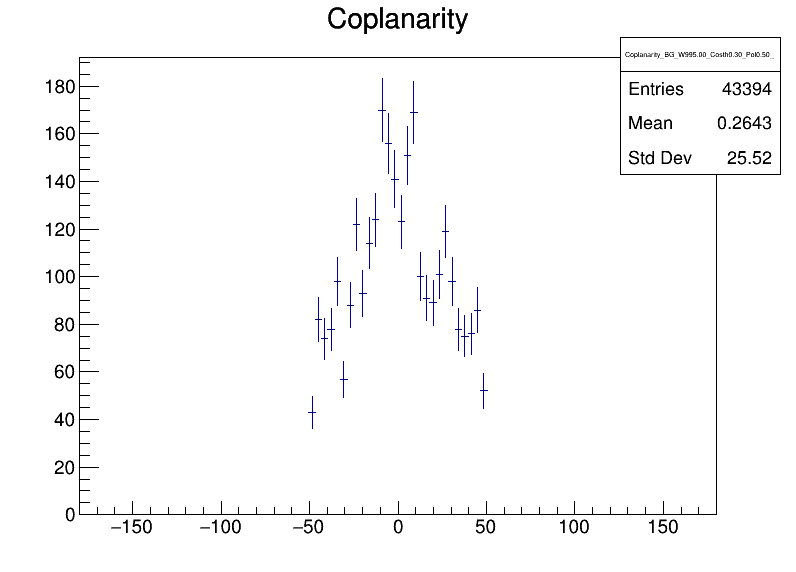 Coplanarity
Coplanarity_BG_W995.00_Costh0.30_Pol0.50_
Entries 43394
Mean 0.2643
Std Dev 25.52
180
160
140
120
100
80
60
40
20
0
−150 −100 −50 0 50 100 150